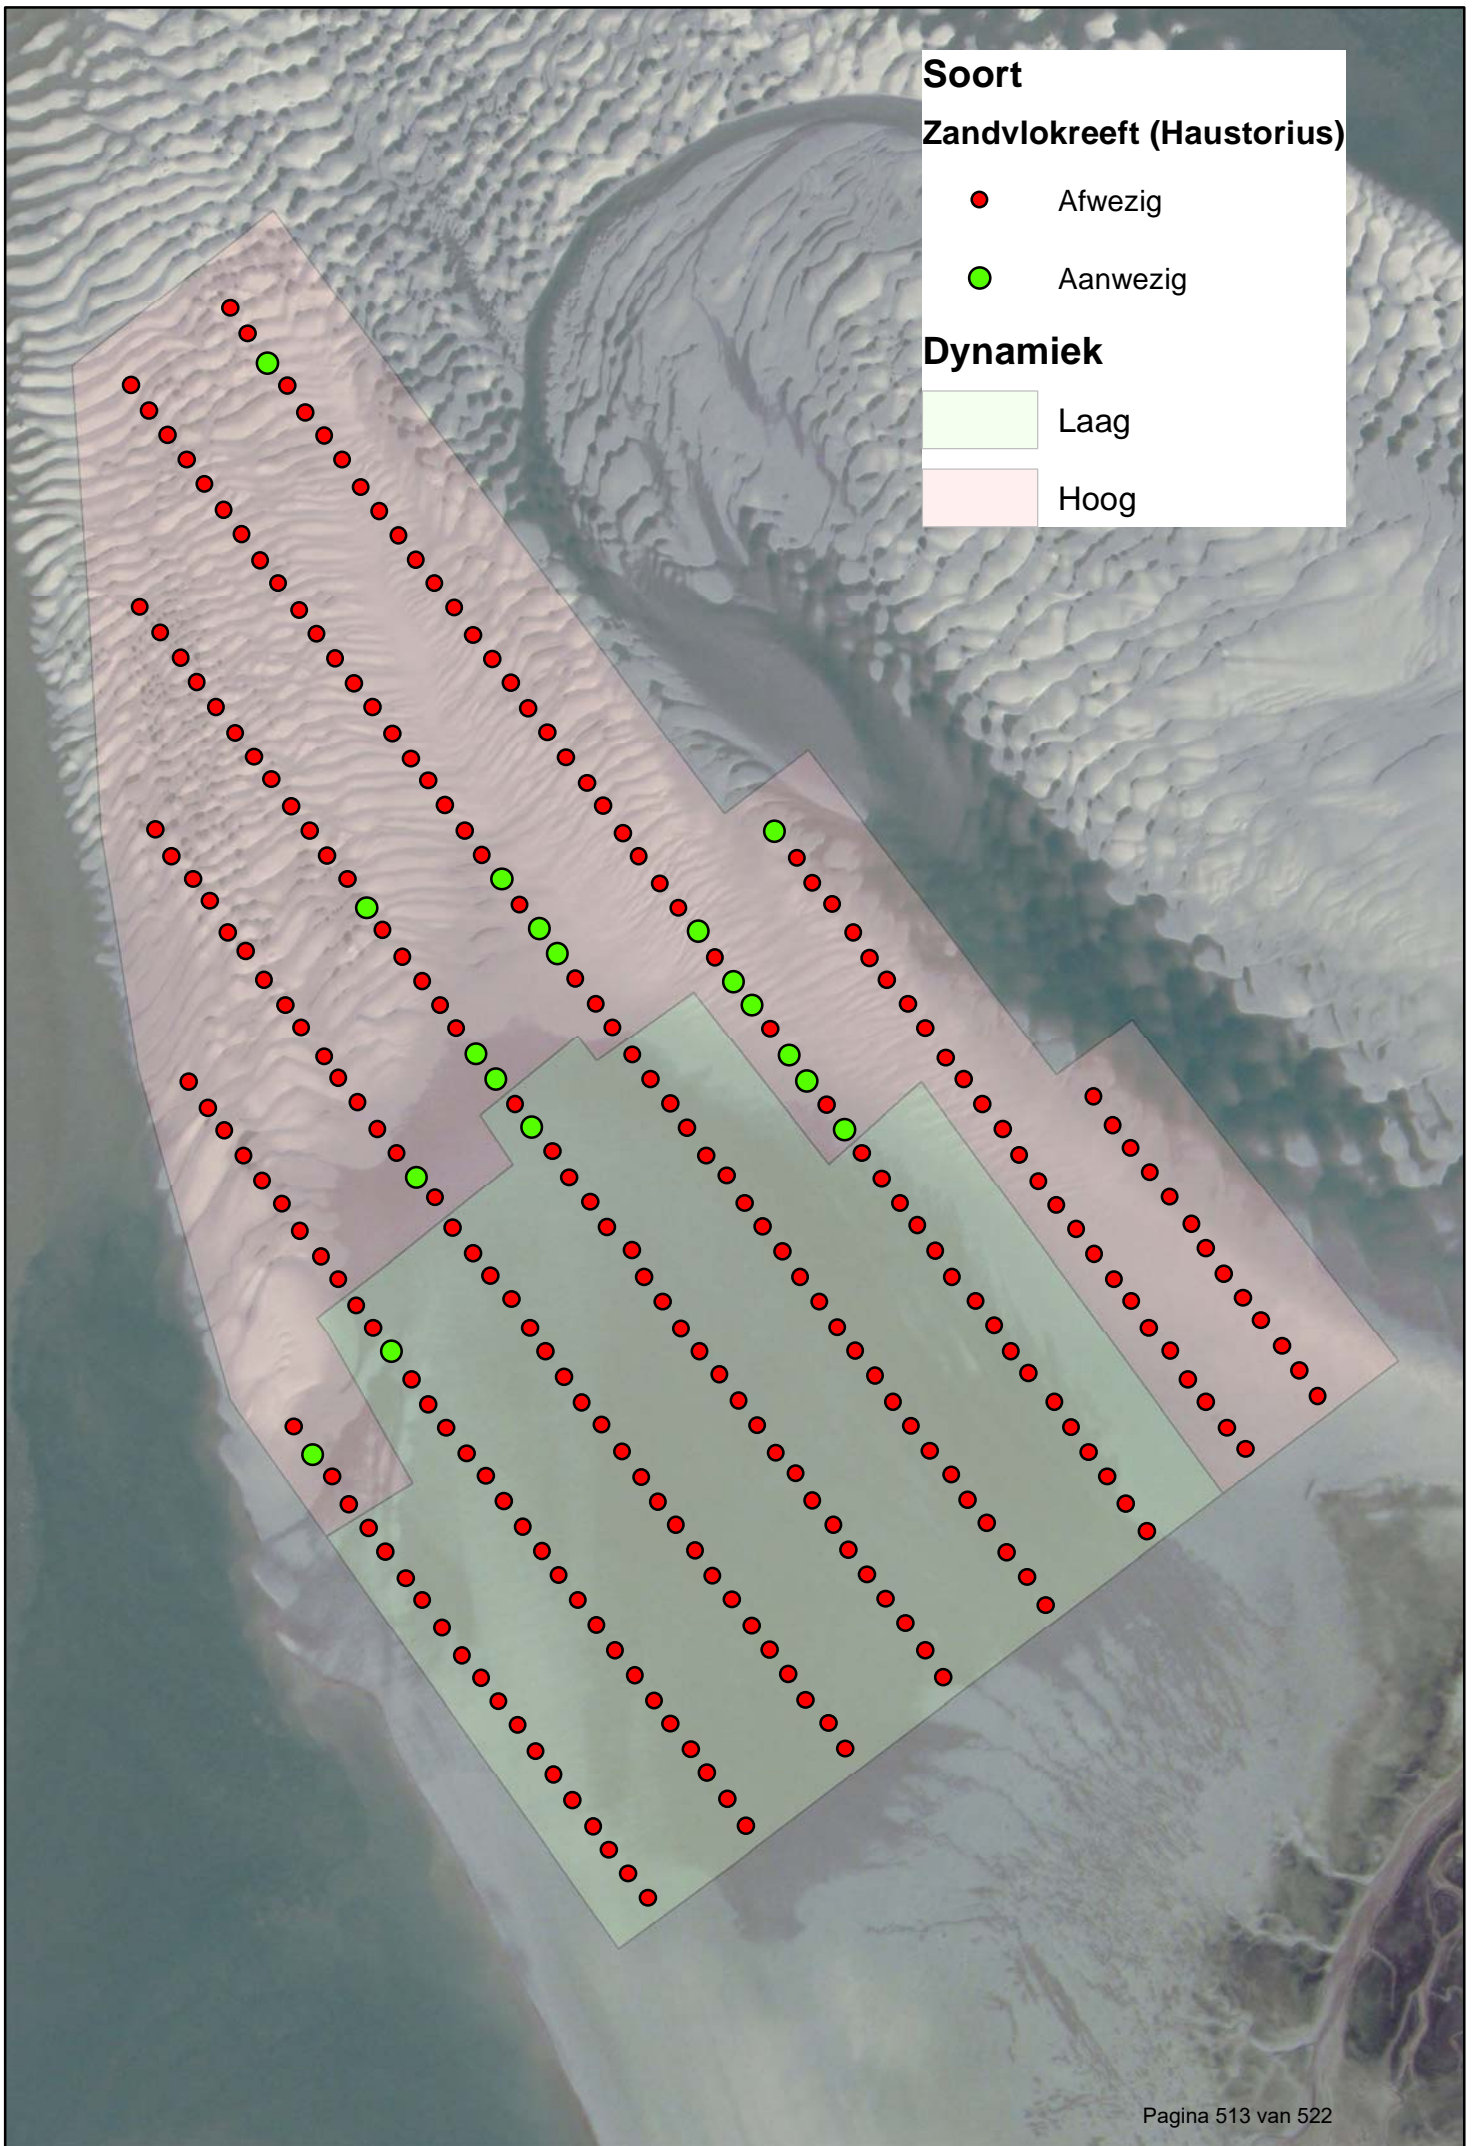 Soort
Zandvlokreeft (Haustorius)
Afwezig
Aanwezig
Dynamiek
Laag
Hoog
Pagina 513 van 522